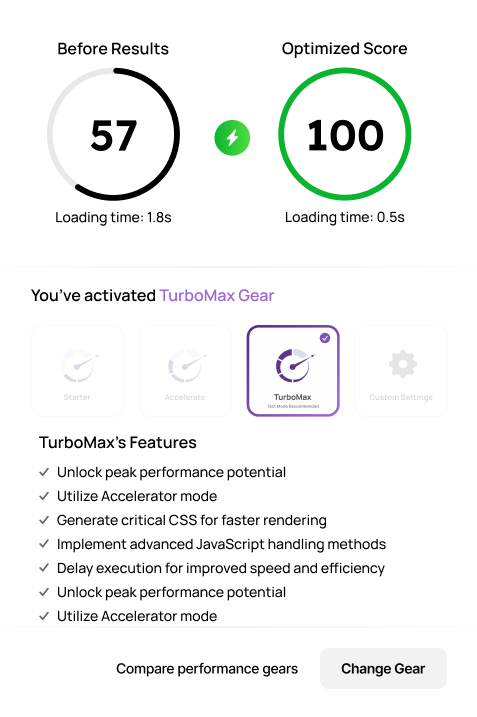 Before Results
Optimized Score
57
100
Loading time: 1.8s
Loading time: 0.5s
You've activated TurboMax Gear
Starter
Accelerate
TurboMax
Test Mode Recommended
Custom Settings
TurboMax's Features
Unlock peak performance potential
Utilize Accelerator mode
Generate critical CSS for faster rendering
Implement advanced JavaScript handling methods
Delay execution for improved speed and efficiency
Unlock peak performance potential
Utilize Accelerator mode
Compare performance gears
Change Gear